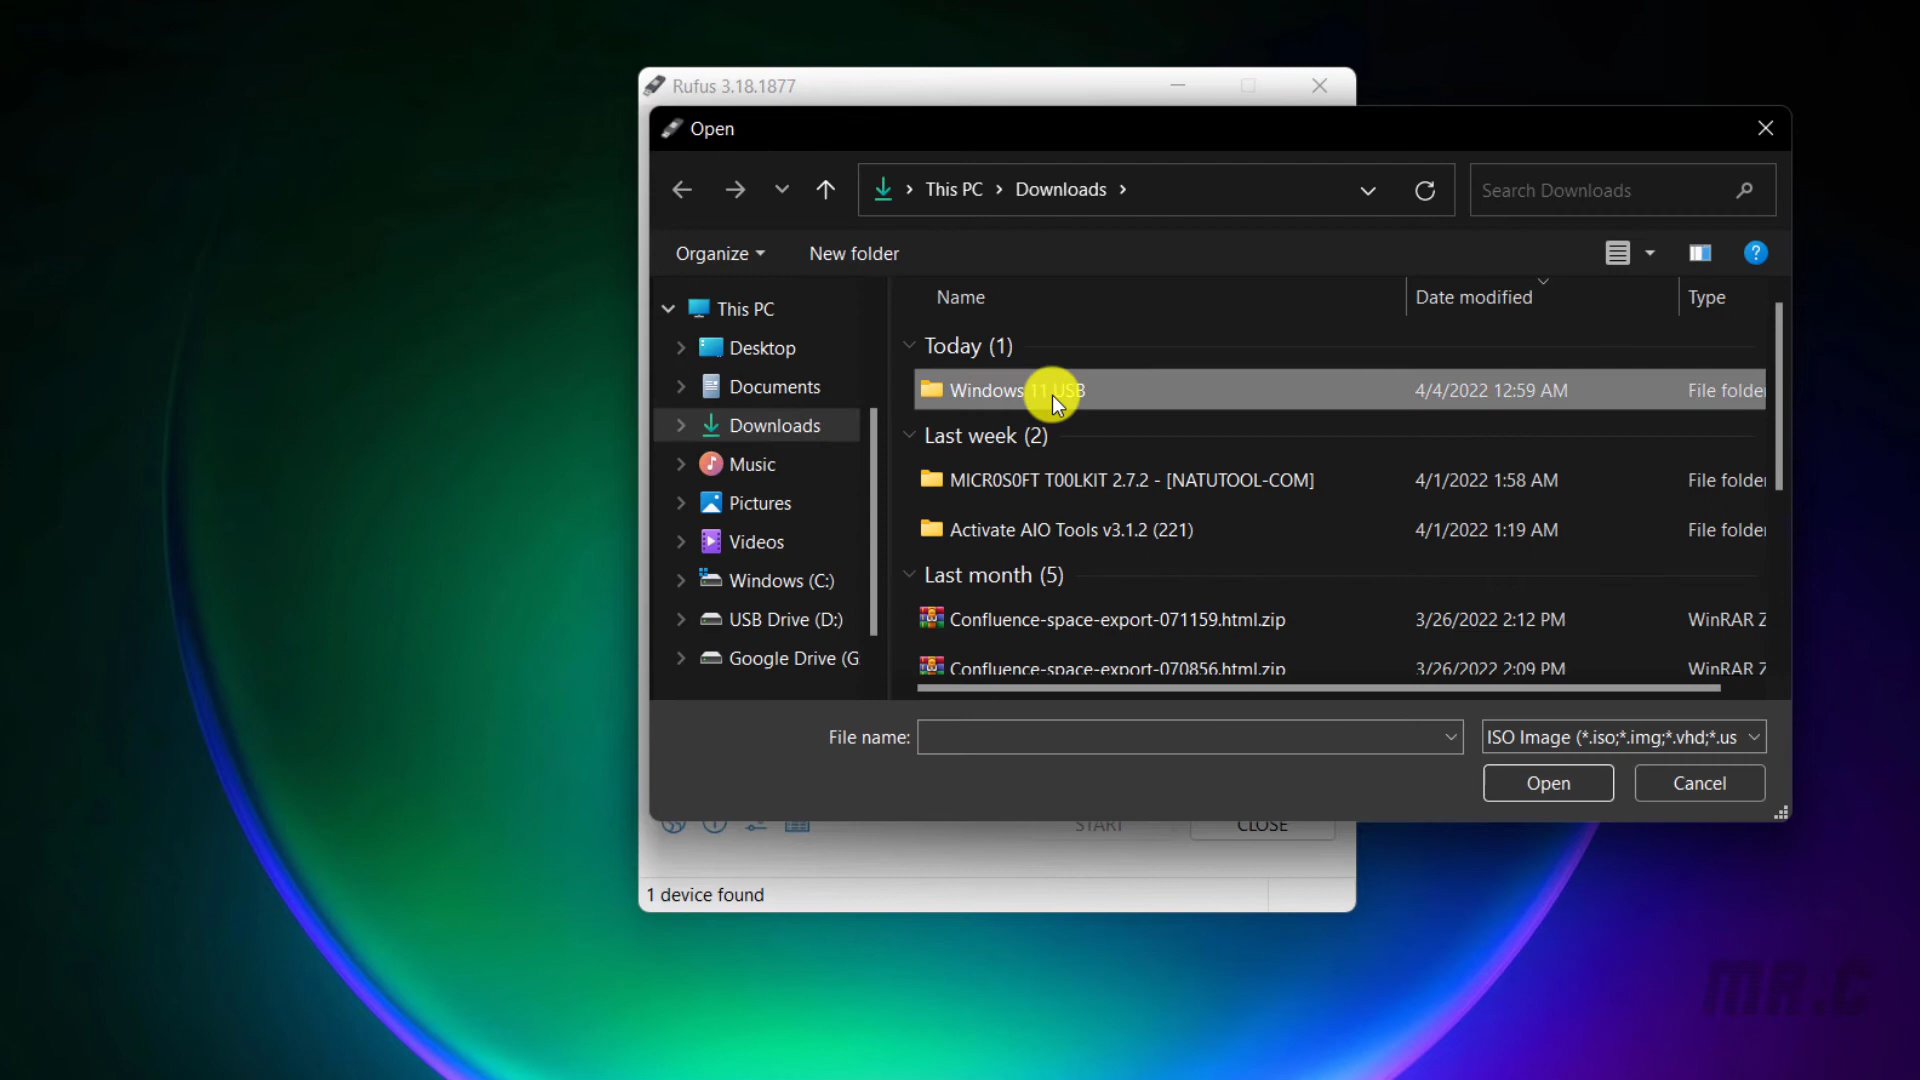 Rufus 3.18.1877
Open
This PC > Downloads >
Search Downloads
Organize
New folder
Name
Date modified
Type
This PC
Desktop
Documents
Downloads
Music
Pictures
Videos
Windows (C:)
USB Drive (D:)
Google Drive (G
Today (1)
Windows 11 USB 4/4/2022 12:59 AM File folde
Last week (2)
MICR0S0FT T00LKIT 2.7.2 - [NATUTOOL-COM] 4/1/2022 1:58 AM File folde
Activate AIO Tools v3.1.2 (221) 4/1/2022 1:19 AM File folde
Last month (5)
Confluence-space-export-071159.html.zip 3/26/2022 2:12 PM WinRAR Z
Confluence-space-export-070856.html.zip 3/26/2022 2:09 PM WinRAR Z
File name:
ISO Image (*.iso;*.img;*.vhd;*.us
Open
Cancel
START
CLOSE
1 device found
MR.C